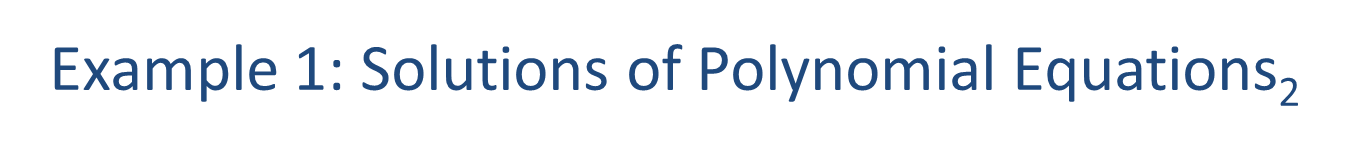 Example 1: Solutions of Polynomial Equations₂